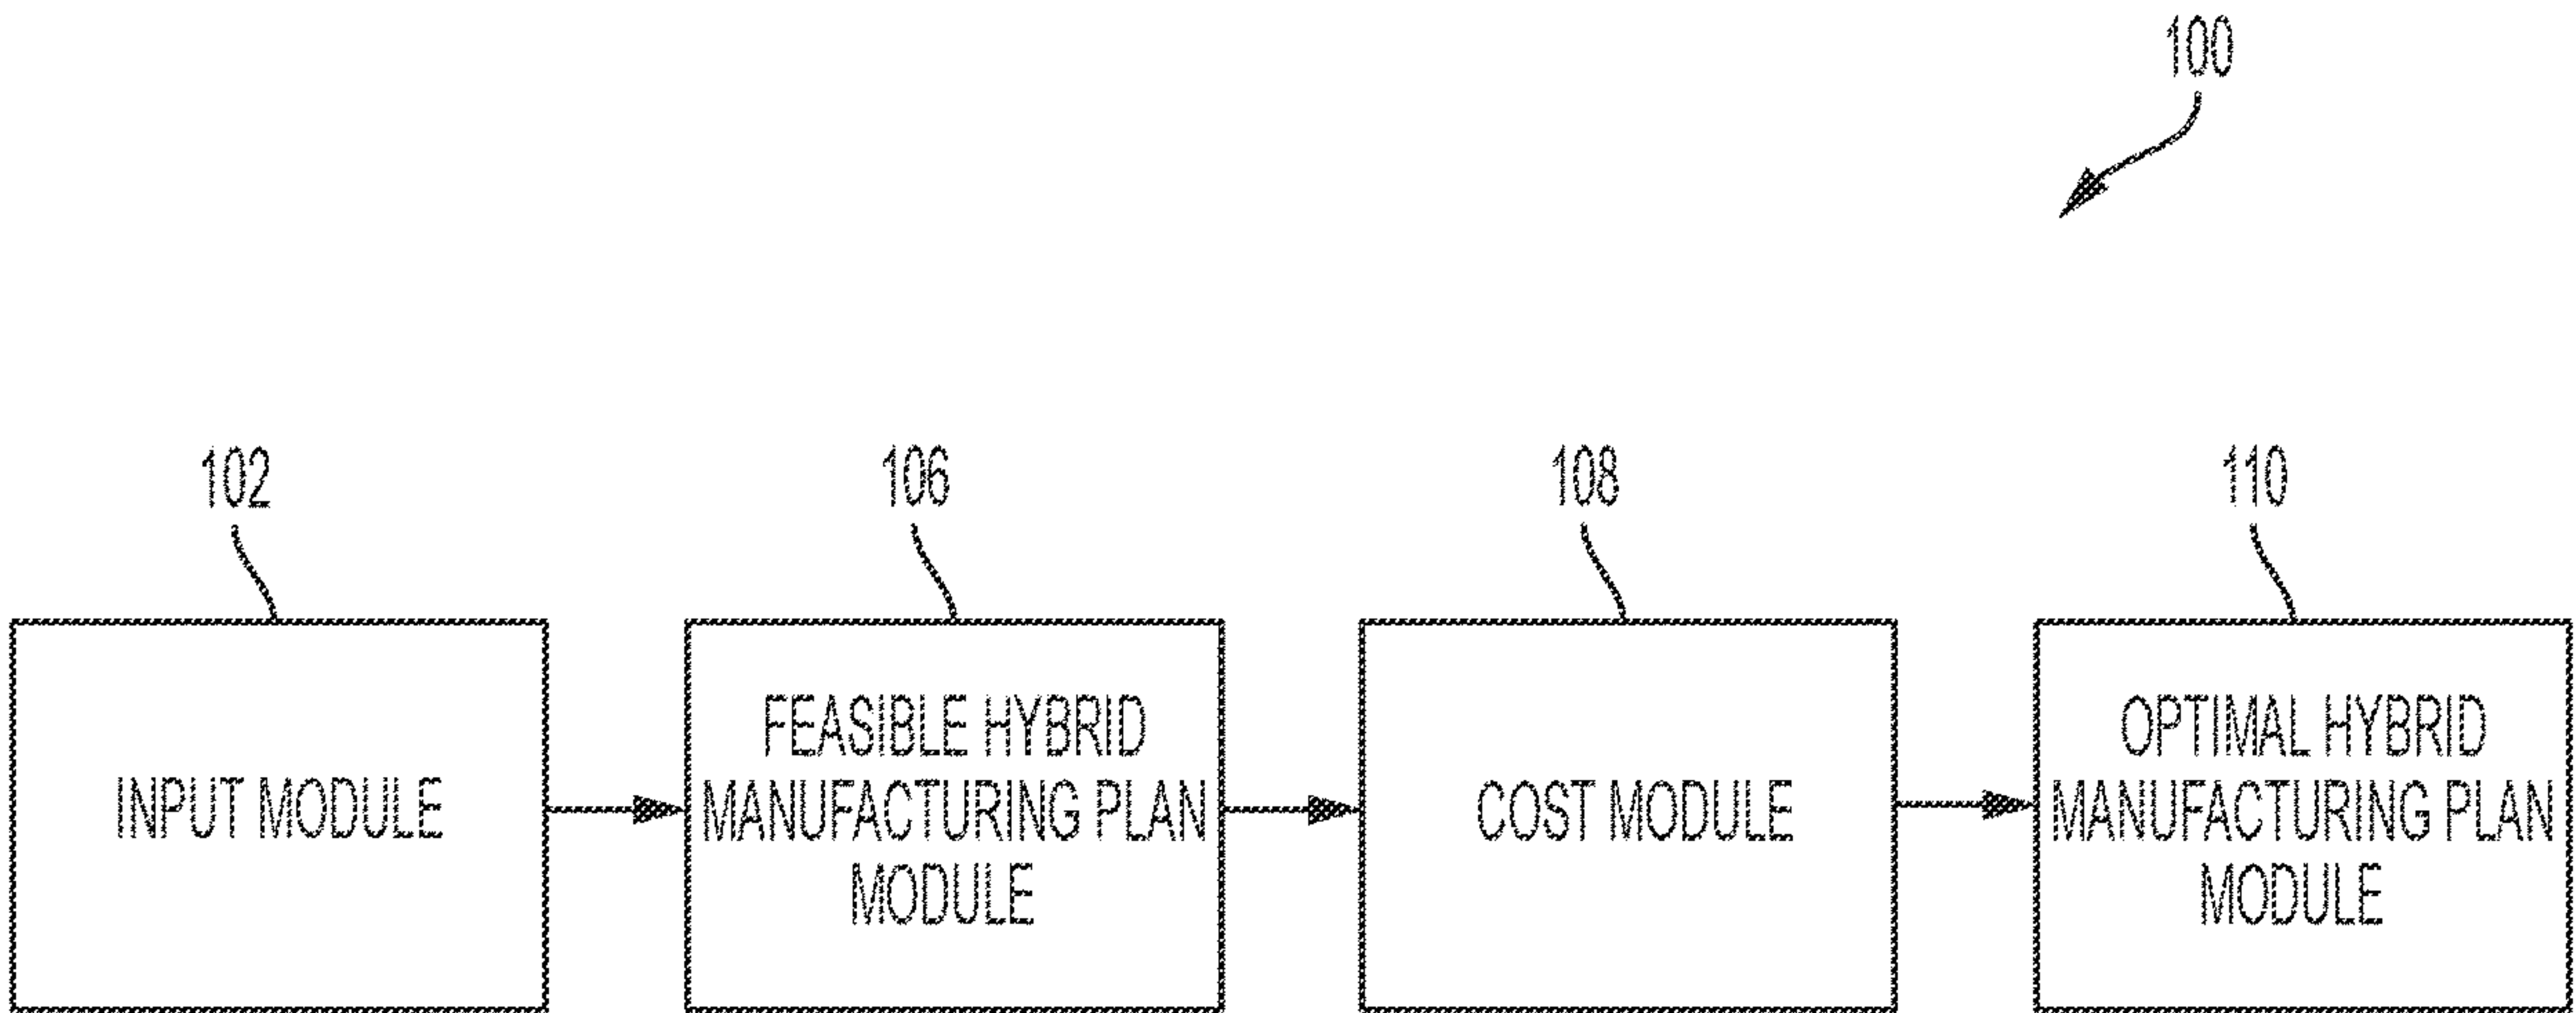 100
102
106
108
110
INPUT MODULE
FEASIBLE HYBRID
MANUFACTURING PLAN
MODULE
COST MODULE
OPTIMAL HYBRID
MANUFACTURING PLAN
MODULE